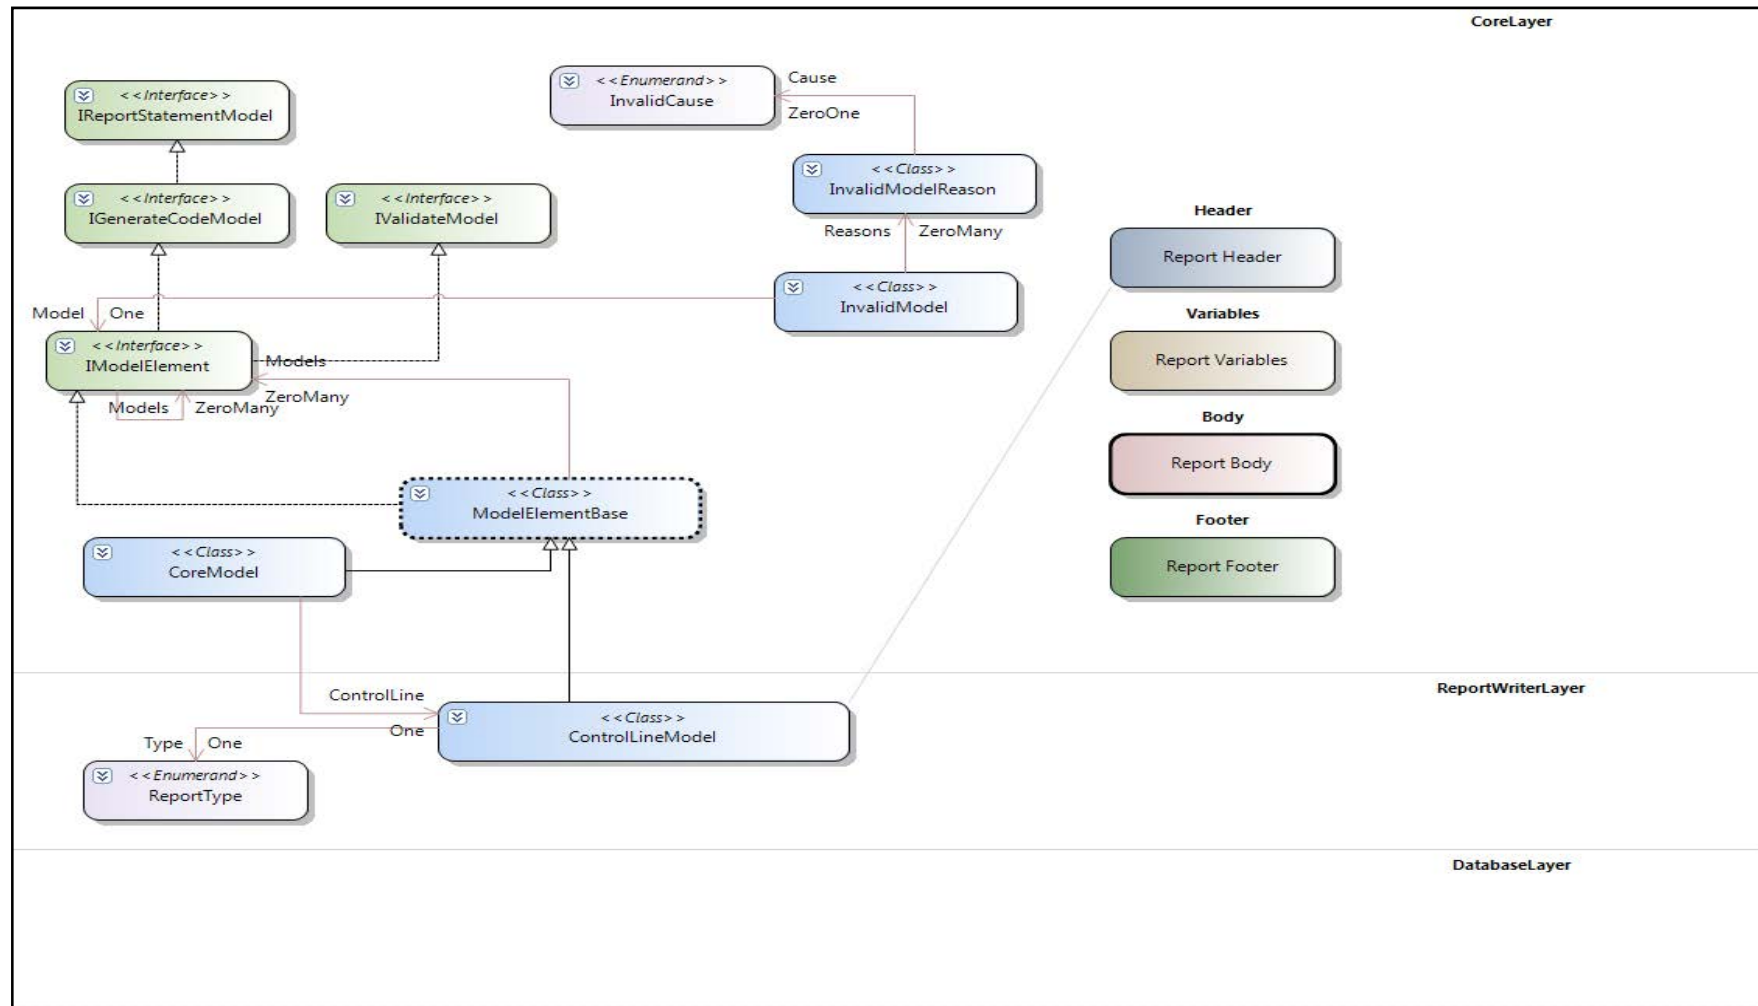 CoreLayer
< <Interface> >
IReportStatementModel
< <Enumerand> >
InvalidCause
Cause
ZeroOne
< <Class> >
InvalidModelReason
< <Interface> >
IGenerateCodeModel
< <Interface> >
IValidateModel
Header
Reasons
ZeroMany
Report Header
< <Class> >
InvalidModel
Model
One
Variables
< <Interface> >
IModelElement
Models
Report Variables
ZeroMany
Models
ZeroMany
Body
Report Body
< <Class> >
ModelElementBase
Footer
< <Class> >
CoreModel
Report Footer
ReportWriterLayer
ControlLine
One
< <Class> >
ControlLineModel
Type
One
< <Enumerand> >
ReportType
DatabaseLayer